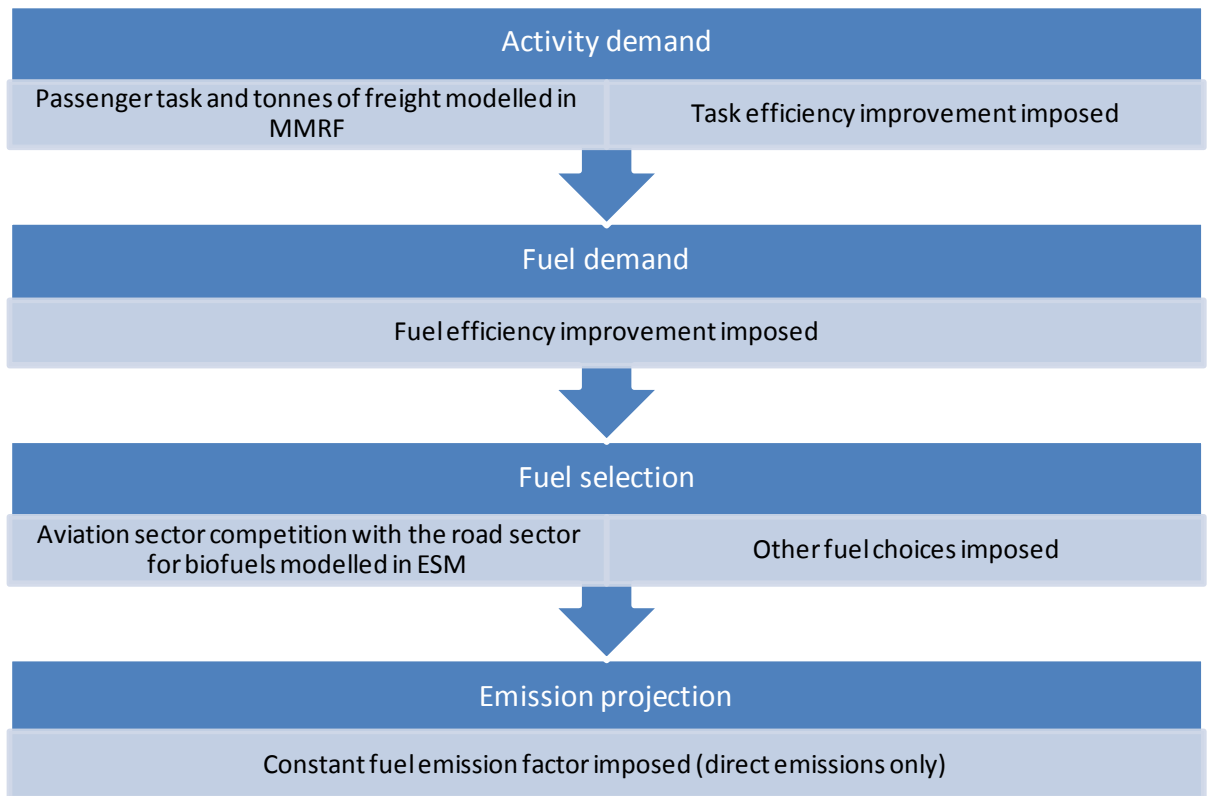 Activity demand
Passenger task and tonnes of freight modelled in
MMRF
Task efficiency improvement imposed
Fuel demand
Fuel efficiency improvement imposed
Fuel selection
Aviation sector competition with the road sector
for biofuels modelled in ESM
Other fuel choices imposed
Emission projection
Constant fuel emission factor imposed (direct emissions only)